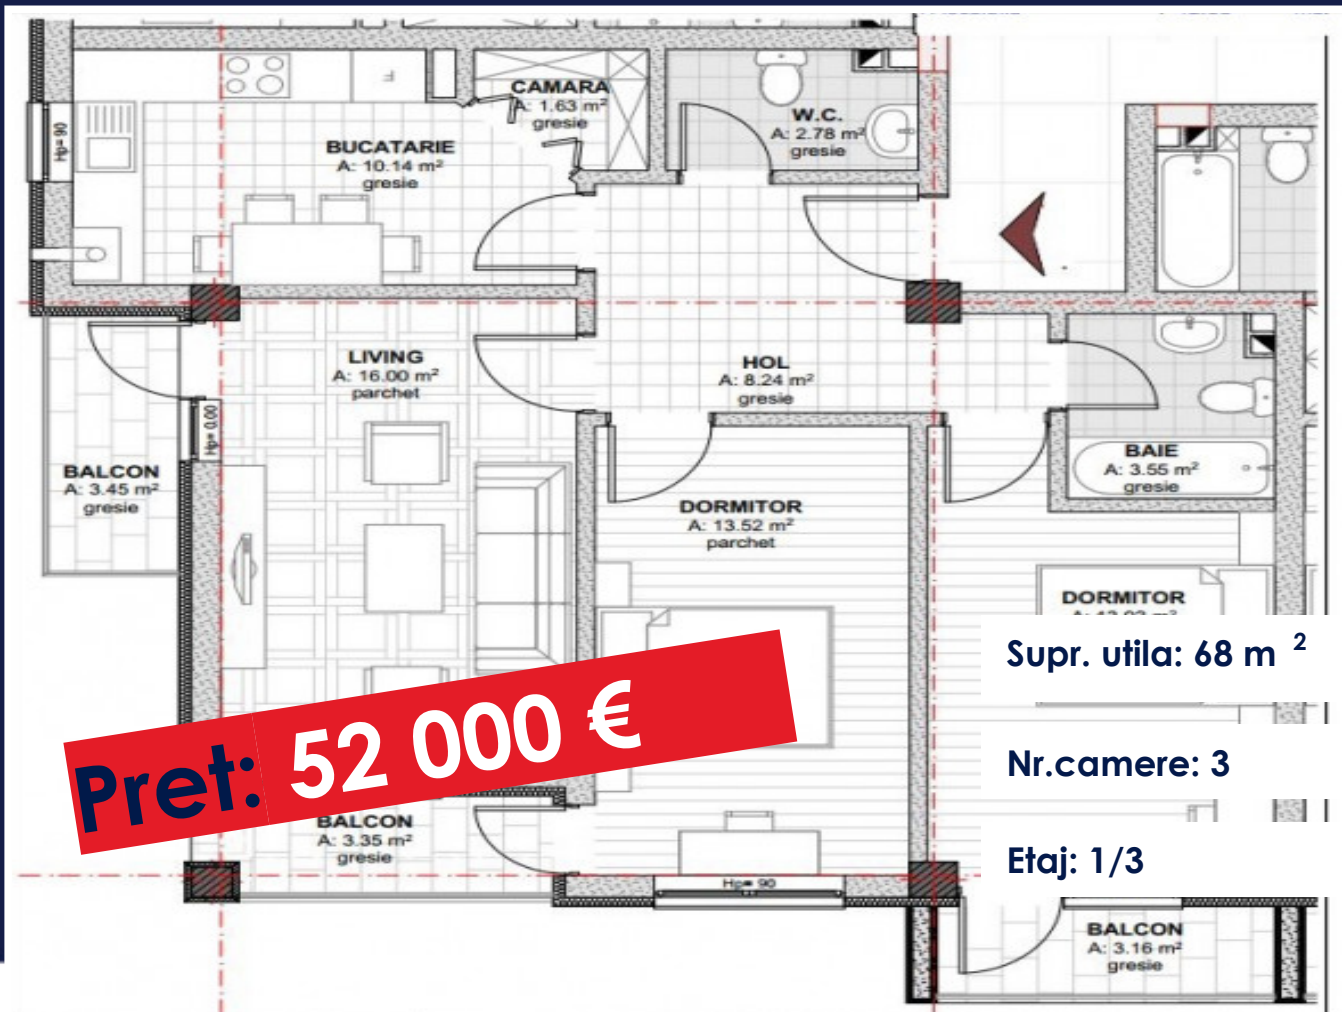 CAMARA
A: 1.63 m²
gresie
W.C.
A: 2.78 m²
gresie
Hp= 90
BUCATARIE
A: 10.14 m²
gresie
LIVING
A: 16.00 m²
parchet
HOL
A: 8.24 m²
gresie
Hp= 0.00
BALCON
A: 3.45 m²
gresie
BAIE
A: 3.55 m²
gresie
DORMITOR
A: 13.52 m²
parchet
DORMITOR
Supr. utila: 68 m ²
Pret: 52 000 €
Nr.camere: 3
BALCON
A: 3.35 m²
gresie
Etaj: 1/3
Hp= 90
BALCON
A: 3.16 m²
gresie